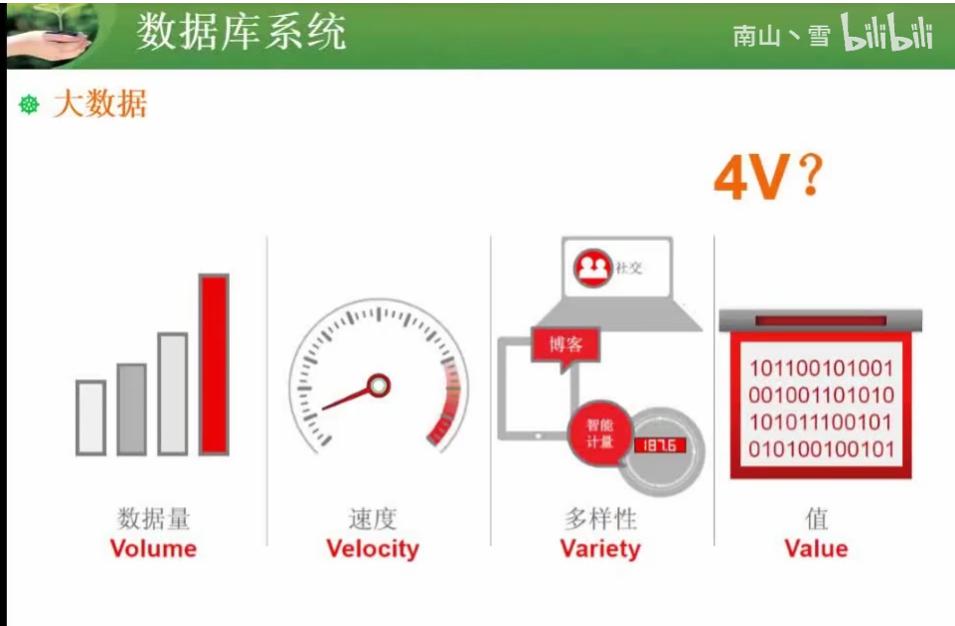 数据库系统
南山丶雪 bilibili
大数据
4V？
社交
博客
智能
计量
187.6
101100101001
001001101010
101011100101
010100100101
数据量
Volume
速度
Velocity
多样性
Variety
值
Value